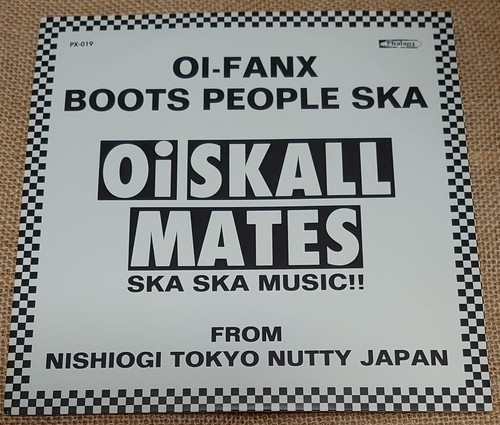 PX-019
Phalanx
OI-FANX
BOOTS PEOPLE SKA
Oi SKALL
MATES
SKA SKA MUSIC!!
FROM
NISHIOGI TOKYO NUTTY JAPAN